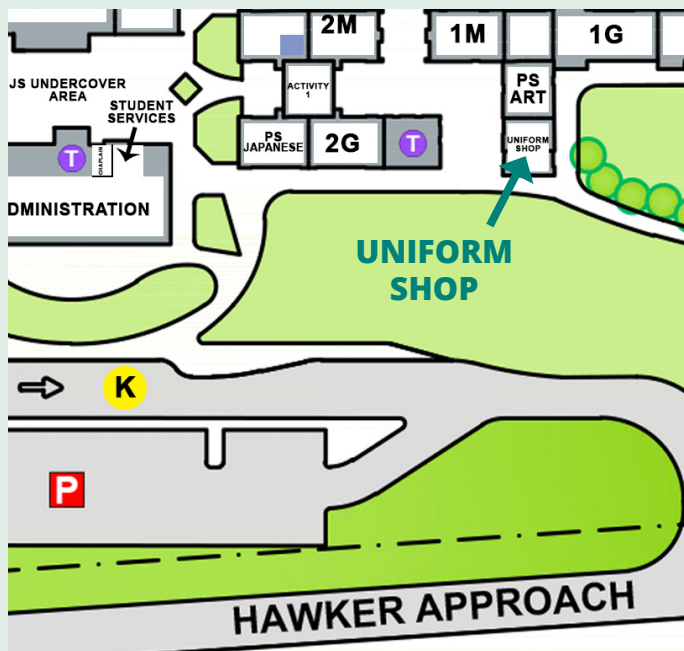 2M
1M
1G
JS UNDERCOVER
AREA
ACTIVITY
1
PS
ART
STUDENT
SERVICES
PS
JAPANESE
2G
T
UNIFORM
SHOP
T
CHAPLAIN
DMINISTRATION
UNIFORM
SHOP
K
P
HAWKER APPROACH